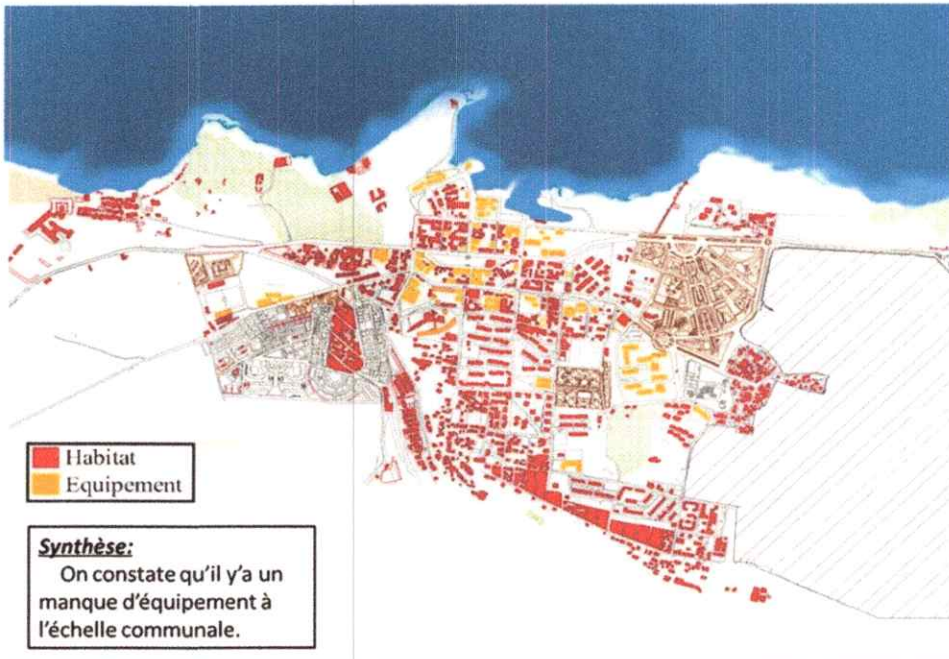 Habitat
Equipement
Synthèse:
On constate qu'il y'a un
manque d'équipement à
l'échelle communale.